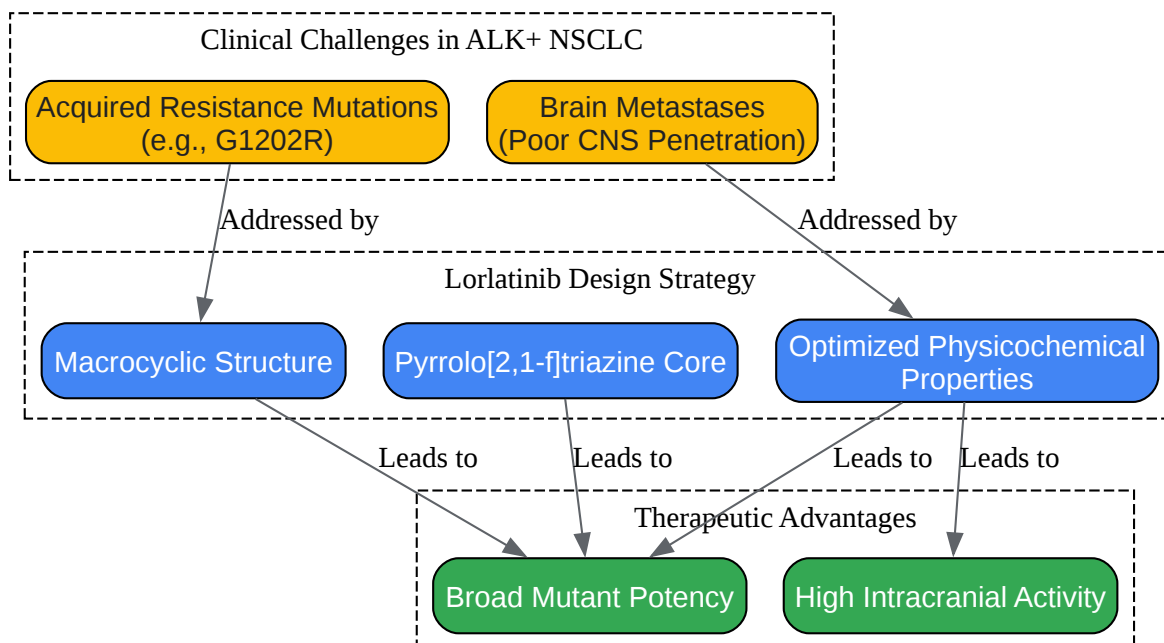 Clinical Challenges in ALK+ NSCLC
Acquired Resistance Mutations
(e.g., G1202R)
Brain Metastases
(Poor CNS Penetration)
Addressed by
Addressed by
Lorlatinib Design Strategy
Macrocyclic Structure
Pyrrolo[2,1-f]triazine Core
Optimized Physicochemical
Properties
Leads to
Leads to
Leads to
Leads to
Therapeutic Advantages
Broad Mutant Potency
High Intracranial Activity